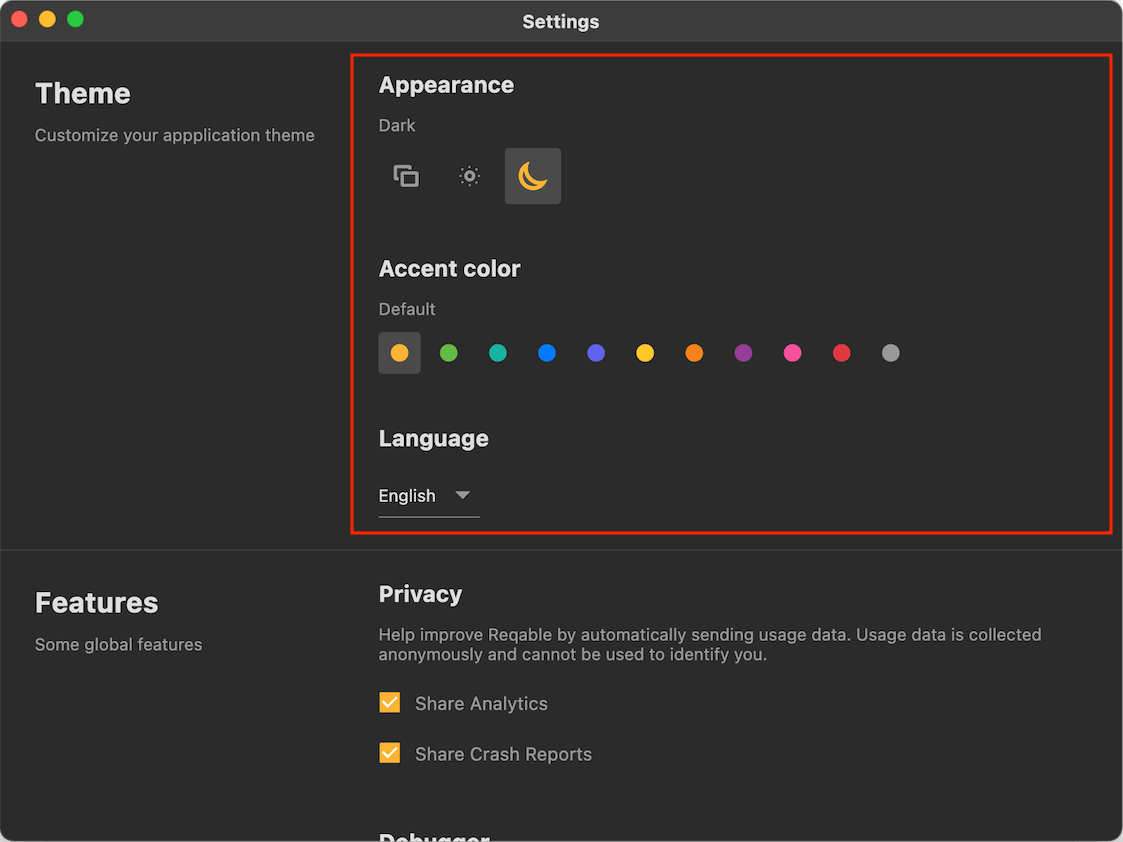 Settings
Theme
Customize your appplication theme
Appearance
Dark
Accent color
Default
Language
English
Features
Some global features
Privacy
Help improve Reqable by automatically sending usage data. Usage data is collected
anonymously and cannot be used to identify you.
Share Analytics
Share Crash Reports
Debugger